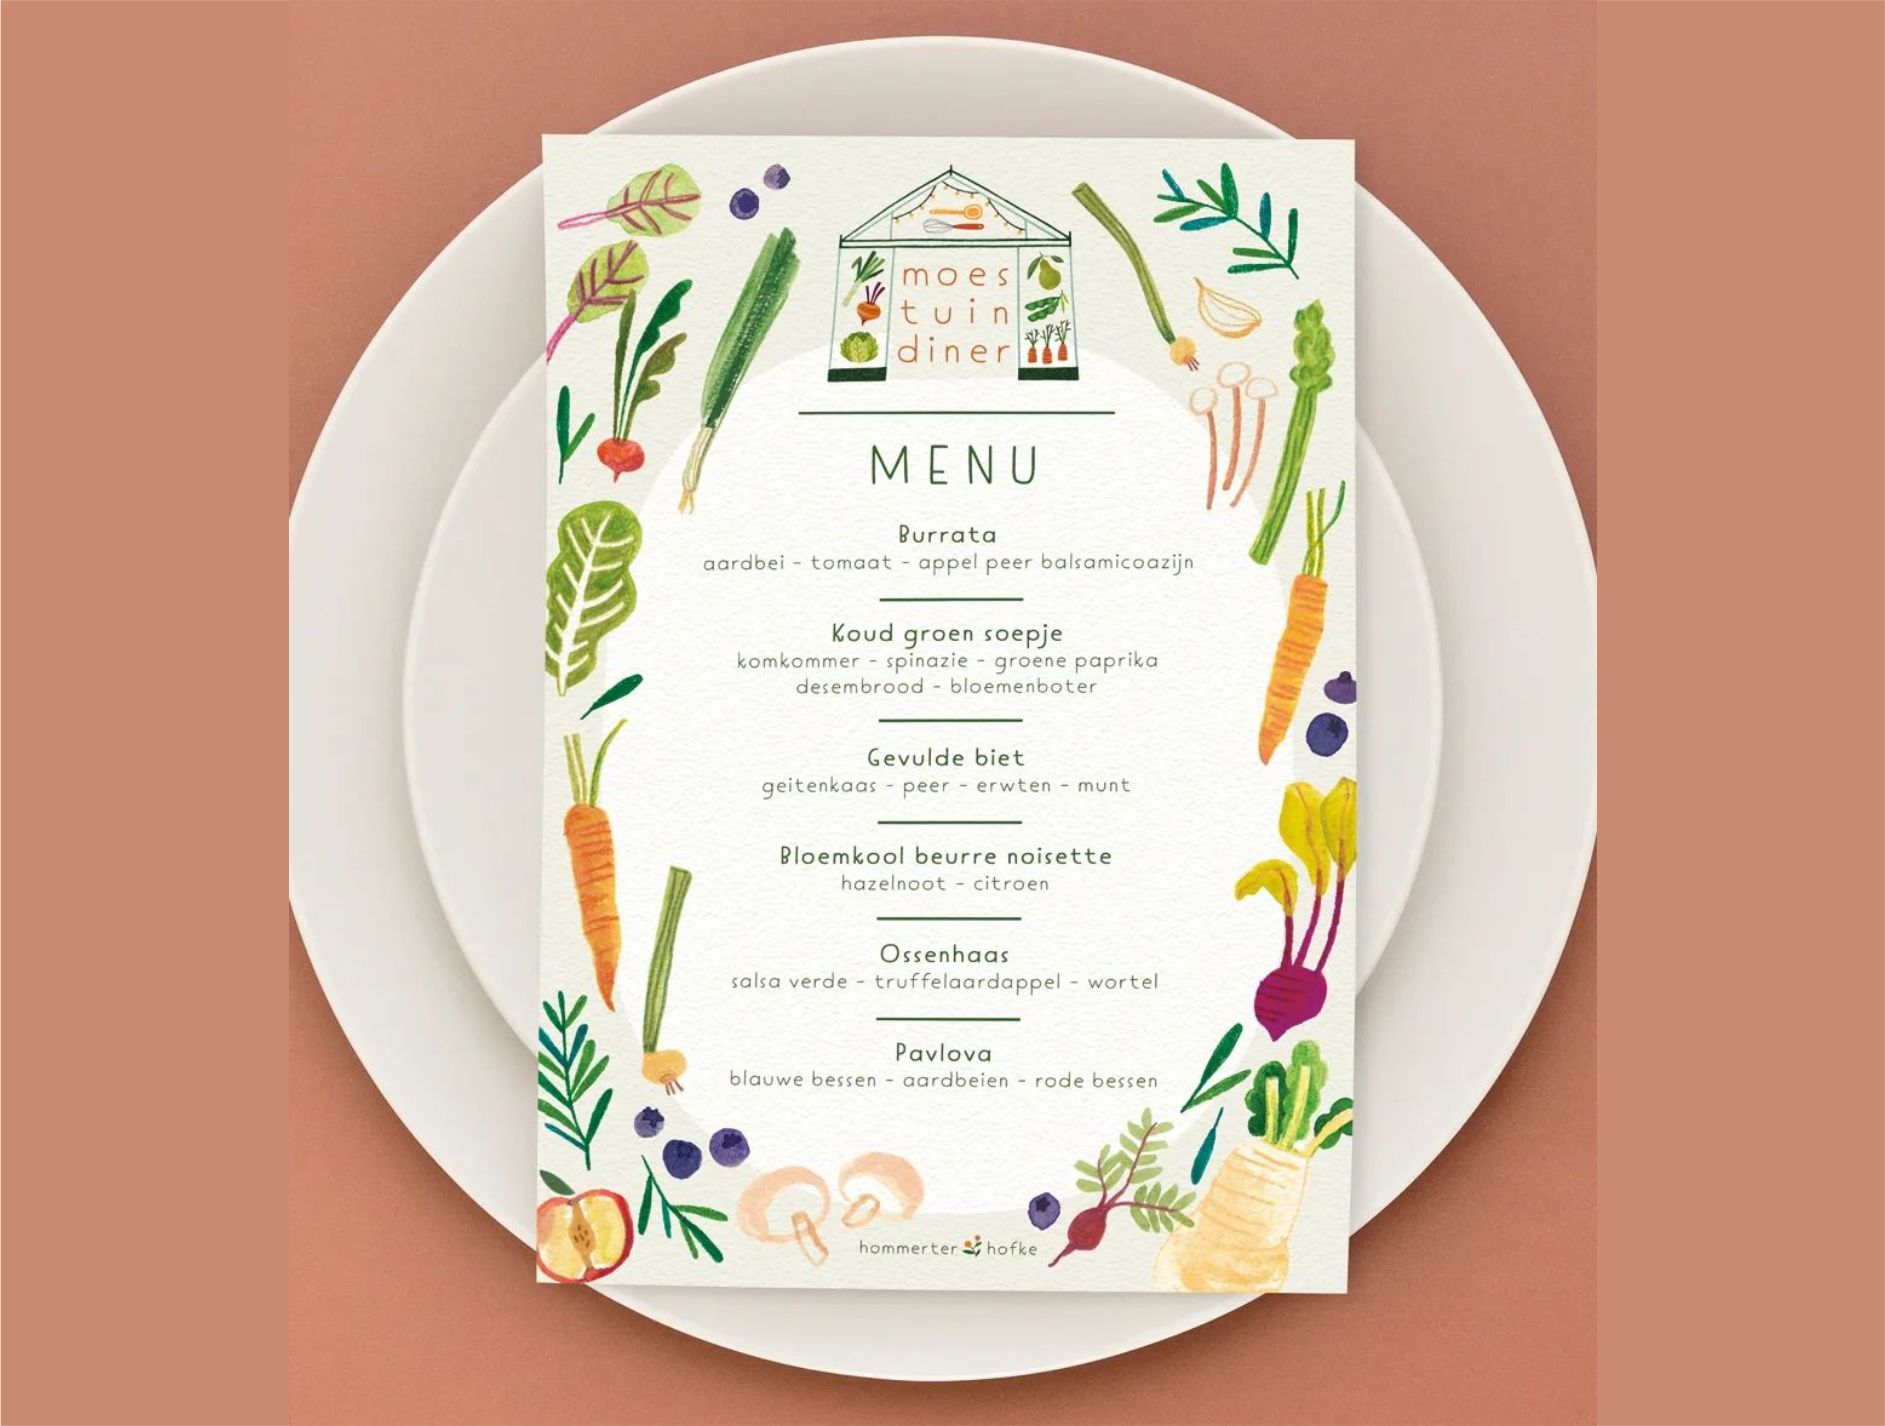 moes
tuin
diner
MENU
Burrata
aardbei - tomaat - appel peer balsamicoazijn
Koud groen soepje
komkommer - spinazie - groene paprika
desembrood - bloemenboter
Gevulde biet
geitenkaas - peer - erwten - munt
Bloemkool beurre noisette
hazelnoot - citroen
Ossenhaas
salsa verde - truffelaardappel - wortel
Pavlova
blauwe bessen - aardbeien - rode bessen
hommerter hofke